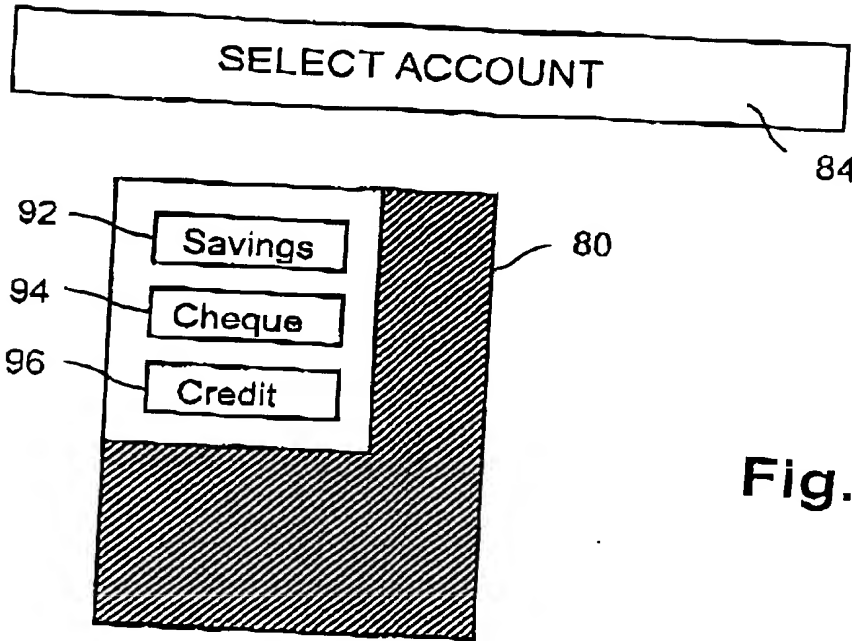 SELECT ACCOUNT
84
92
Savings
80
94
Cheque
96
Credit
Fig.